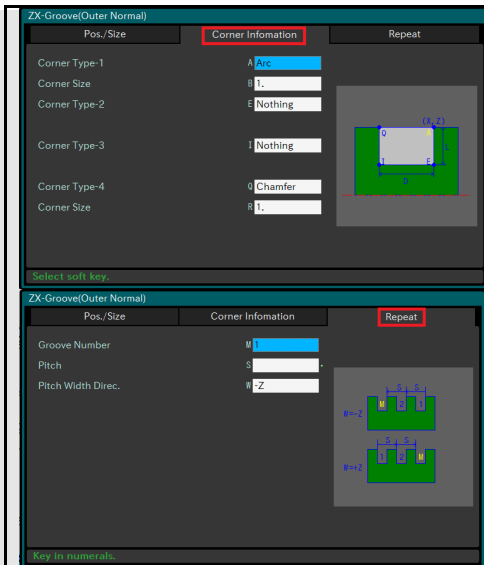 ZX-Groove(Outer Normal)
Pos./Size Corner Infomation Repeat
Corner Type-1 A Arc
Corner Size B 1.
Corner Type-2 E Nothing
Corner Type-3 I Nothing
Corner Type-4 Q Chamfer
Corner Size R 1.
(X, Z)
Q A
L
I E
D
Select soft key.
ZX-Groove(Outer Normal)
Pos./Size Corner Infomation Repeat
Groove Number M 1
Pitch S .
Pitch Width Direc. W -Z
S S
W=-Z M 2 1
S S
W=+Z 1 2 M
Key in numerals.